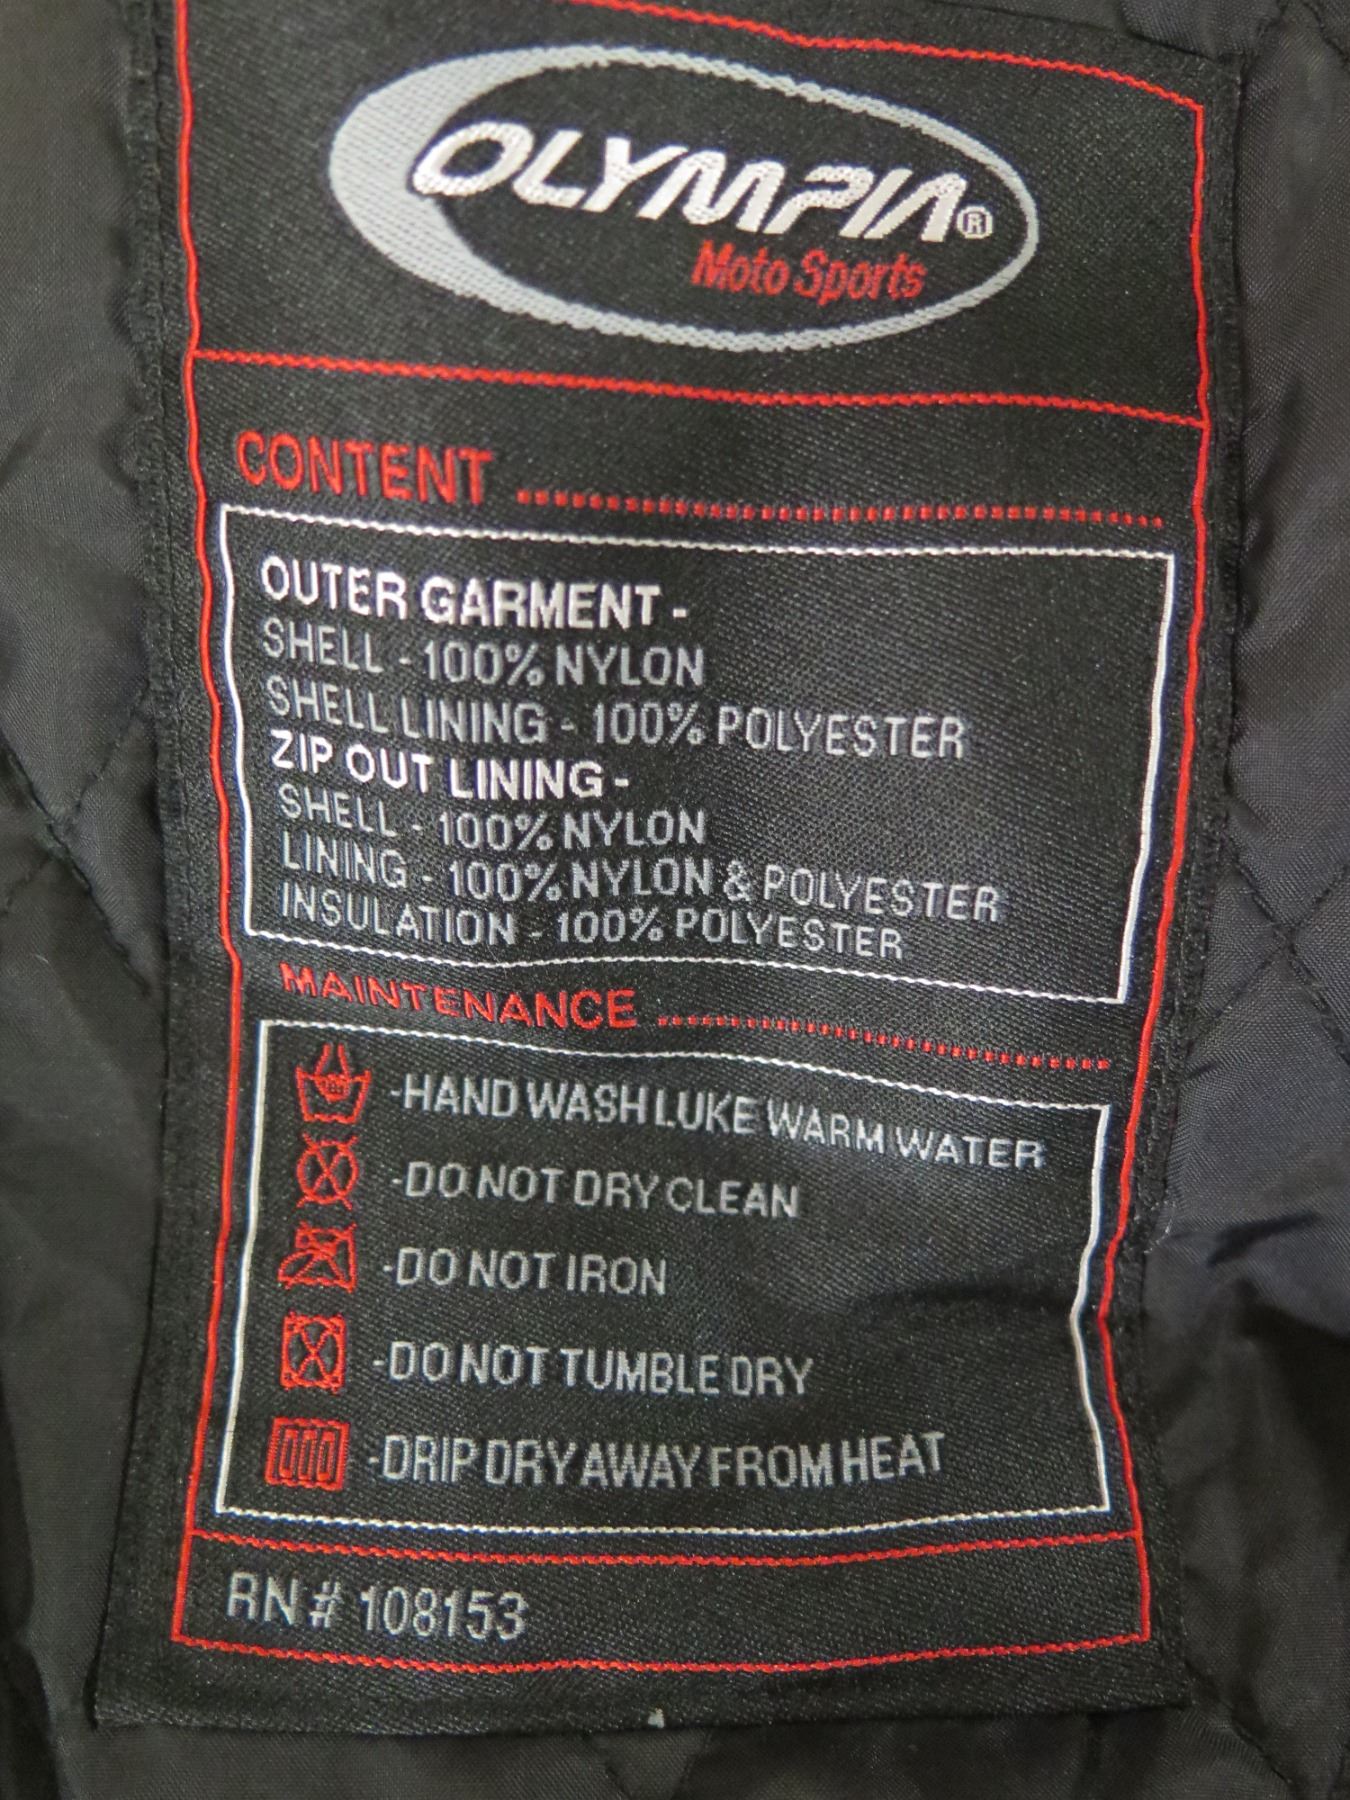 OLYMPIA®
Moto Sports
CONTENT ........................................
OUTER GARMENT -
SHELL - 100% NYLON
SHELL LINING - 100% POLYESTER
ZIP OUT LINING -
SHELL - 100% NYLON
LINING - 100% NYLON & POLYESTER
INSULATION - 100% POLYESTER
MAINTENANCE ........................................
-HAND WASH LUKE WARM WATER
-DO NOT DRY CLEAN
-DO NOT IRON
-DO NOT TUMBLE DRY
-DRIP DRY AWAY FROM HEAT
RN # 108153